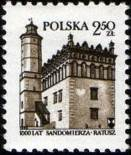 POLSKA
2,50
ZŁ
1000 LAT SANDOMIERZA - RATUSZ